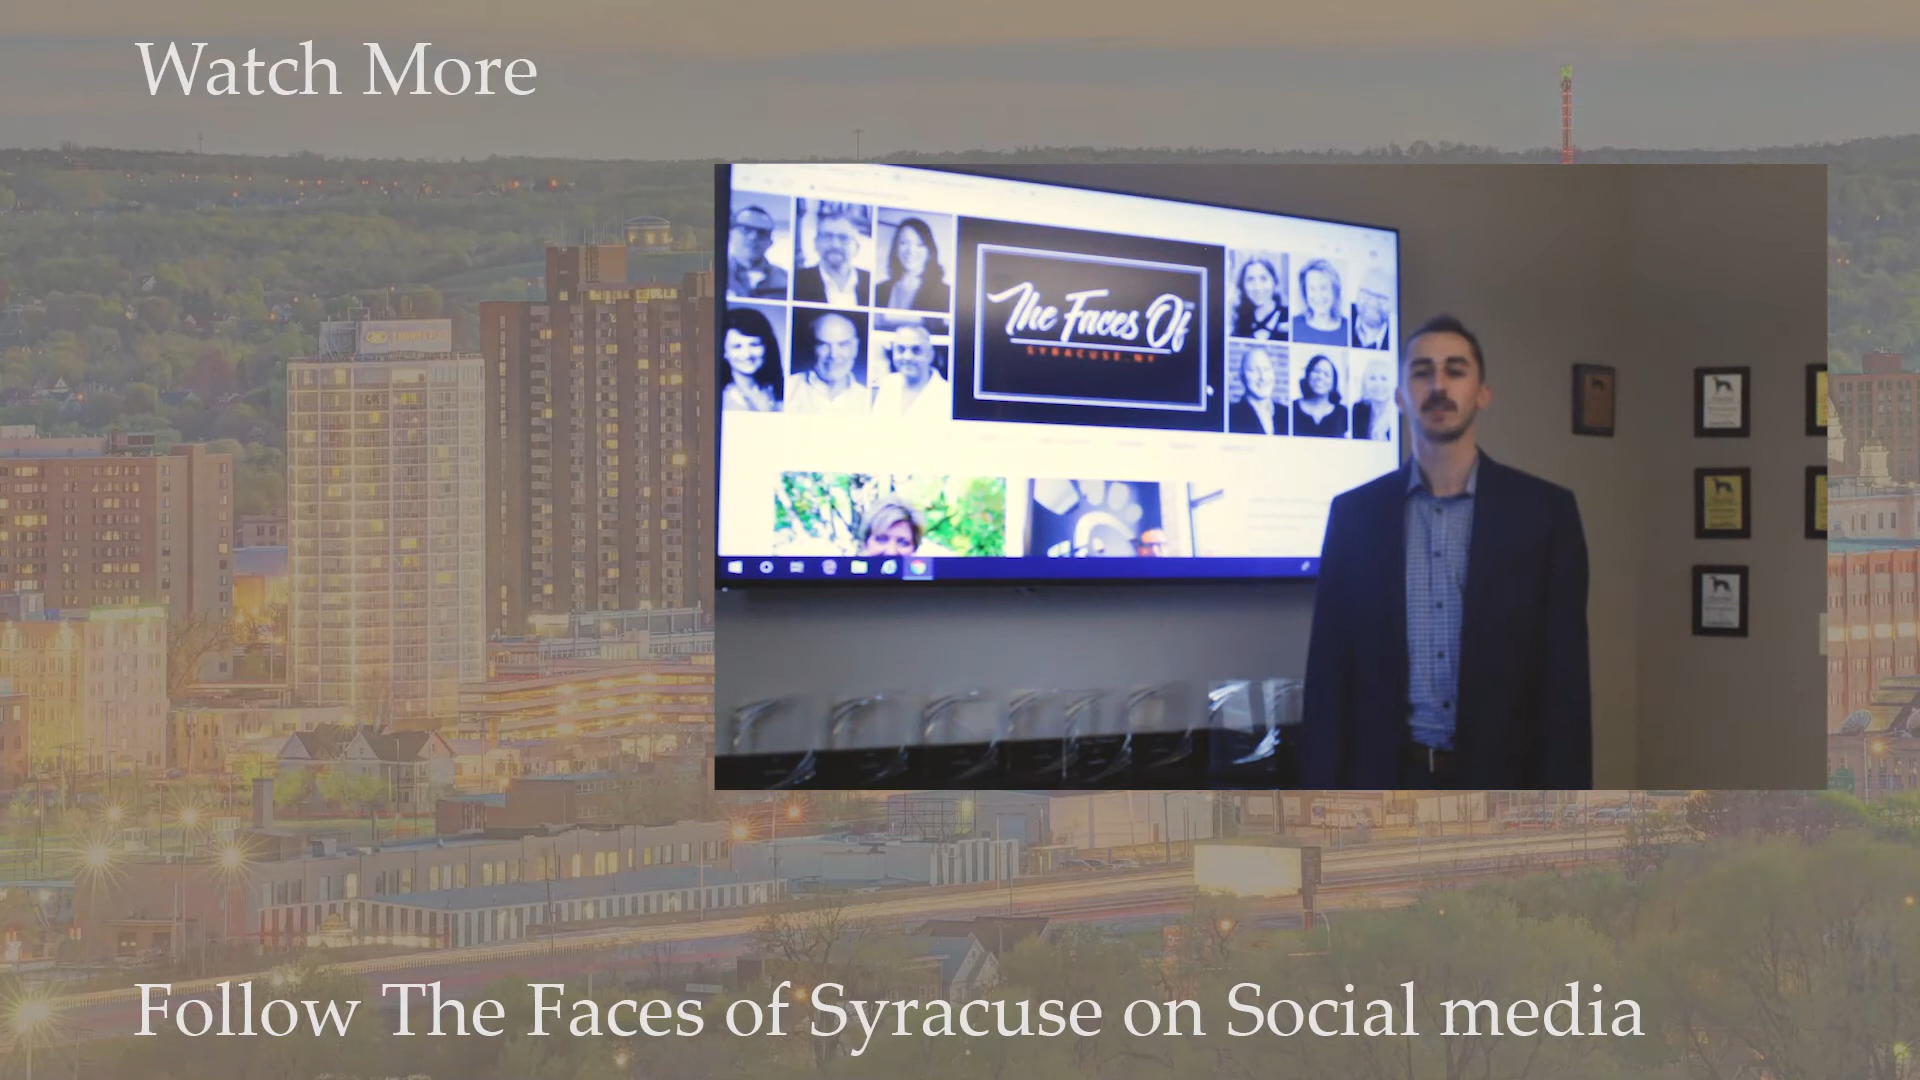 Watch More
The Faces Of
SYRACUSE, NY
Follow The Faces of Syracuse on Social media